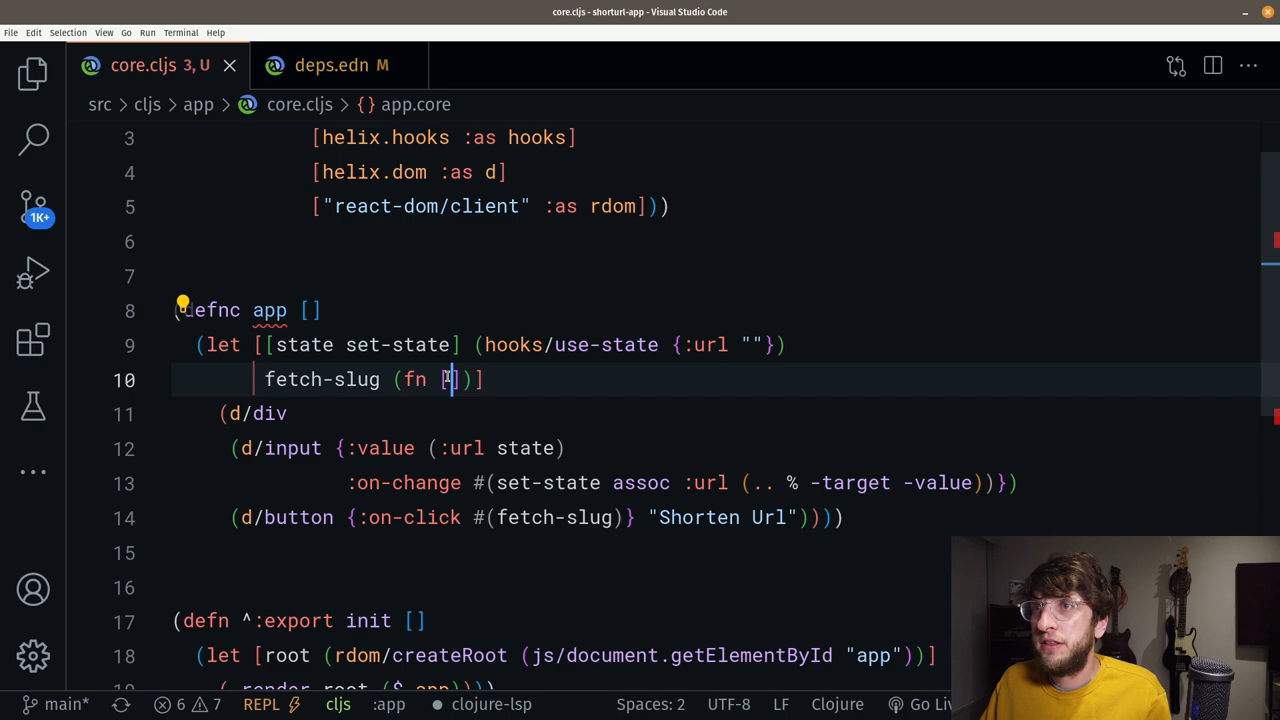 core.cljs - shorturl-app - Visual Studio Code
File Edit Selection View Go Run Terminal Help
core.cljs 3, U
deps.edn M
src > cljs > app > core.cljs > {} app.core
3 [helix.hooks :as hooks]
4 [helix.dom :as d]
5 ["react-dom/client" :as rdom]))
6
7
8 (defnc app []
9 (let [[state set-state] (hooks/use-state {:url ""})
10 fetch-slug (fn [])]
11 (d/div
12 (d/input {:value (:url state)
13 :on-change #(set-state assoc :url (.. % -target -value))})
14 (d/button {:on-click #(fetch-slug)} "Shorten Url"))))
15
16
17 (defn ^:export init []
18 (let [root (rdom/createRoot (js/document.getElementById "app"))]
19 (.render root ($ app))))
1K+
main* 6 7 REPL cljs :app clojure-lsp Spaces: 2 UTF-8 LF Clojure Go